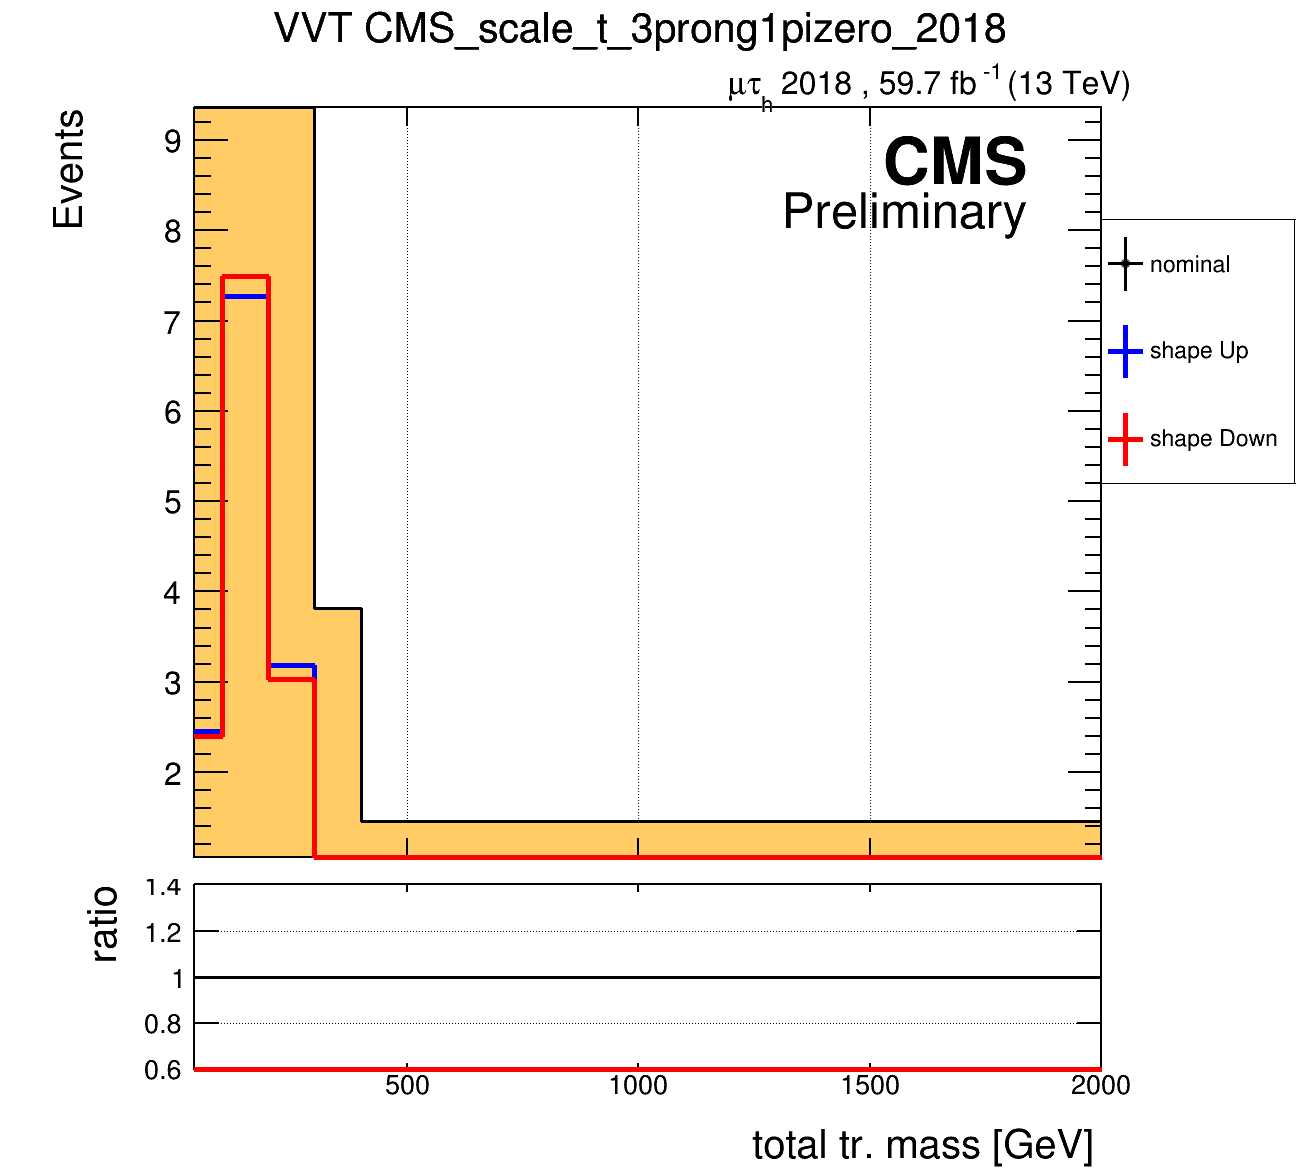 VVT CMS_scale_t_3prong1pizero_2018
μτh 2018 , 59.7 fb-1 (13 TeV)
Events
9
8
7
6
5
4
3
2
CMS
Preliminary
nominal
shape Up
shape Down
ratio
1.4
1.2
1
0.8
0.6
500
1000
1500
2000
total tr. mass [GeV]